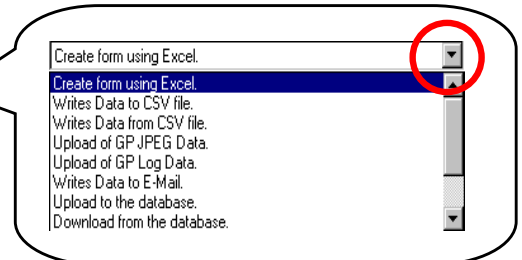 Create form using Excel.
Create form using Excel.
Writes Data to CSV file.
Writes Data from CSV file.
Upload of GP JPEG Data.
Upload of GP Log Data.
Writes Data to E-Mail.
Upload to the database.
Download from the database.